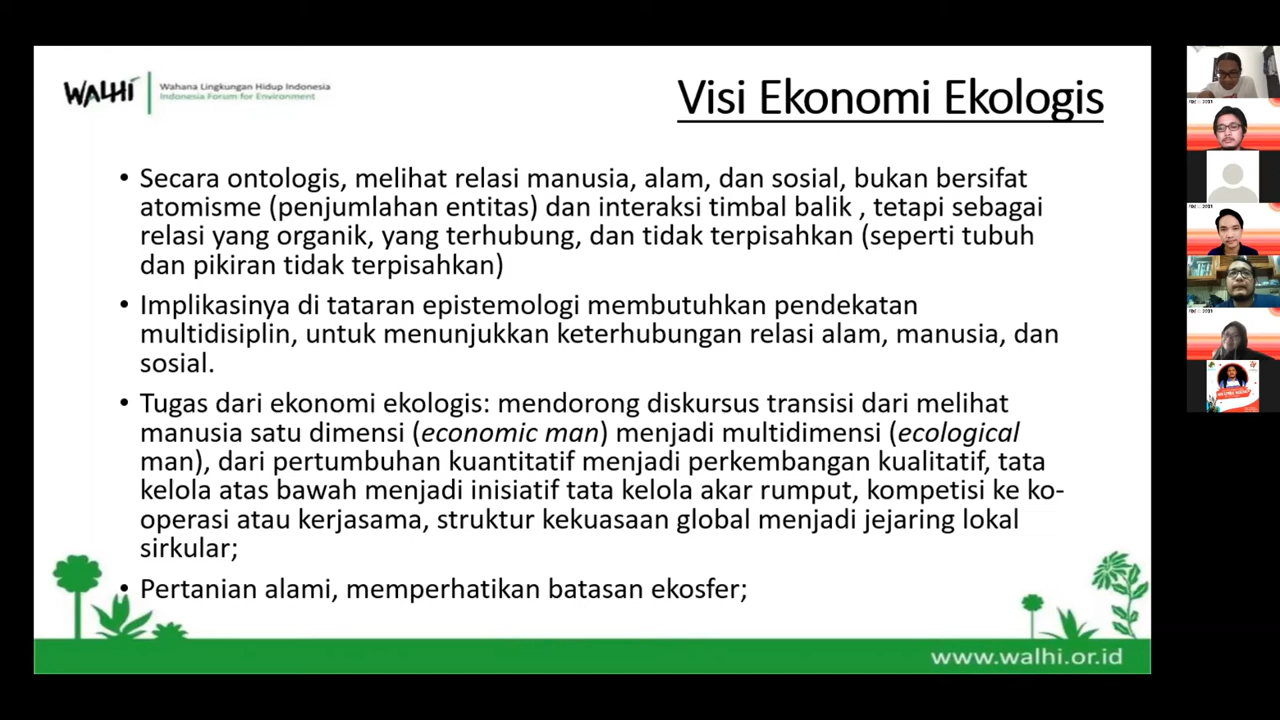 WALHI
Wahana Lingkungan Hidup Indonesia
Indonesia Forum for Environment
Visi Ekonomi Ekologis
• Secara ontologis, melihat relasi manusia, alam, dan sosial, bukan bersifat
atomisme (penjumlahan entitas) dan interaksi timbal balik , tetapi sebagai
relasi yang organik, yang terhubung, dan tidak terpisahkan (seperti tubuh
dan pikiran tidak terpisahkan)
• Implikasinya di tataran epistemologi membutuhkan pendekatan
multidisiplin, untuk menunjukkan keterhubungan relasi alam, manusia, dan
sosial.
• Tugas dari ekonomi ekologis: mendorong diskursus transisi dari melihat
manusia satu dimensi (economic man) menjadi multidimensi (ecological
man), dari pertumbuhan kuantitatif menjadi perkembangan kualitatif, tata
kelola atas bawah menjadi inisiatif tata kelola akar rumput, kompetisi ke ko-
operasi atau kerjasama, struktur kekuasaan global menjadi jejaring lokal
sirkular;
• Pertanian alami, memperhatikan batasan ekosfer;
www.walhi.or.id